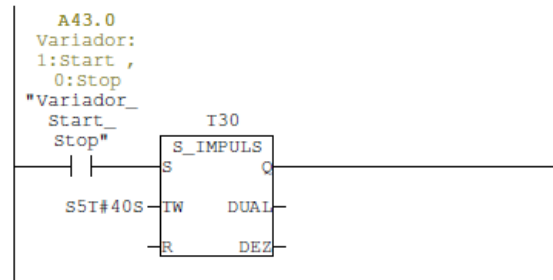 A43.0
Variador:
1:Start ,
0:Stop
"Variador_
Start_
Stop"
T30
S_IMPULS
S Q
S5T#40S TW DUAL
R DEZ